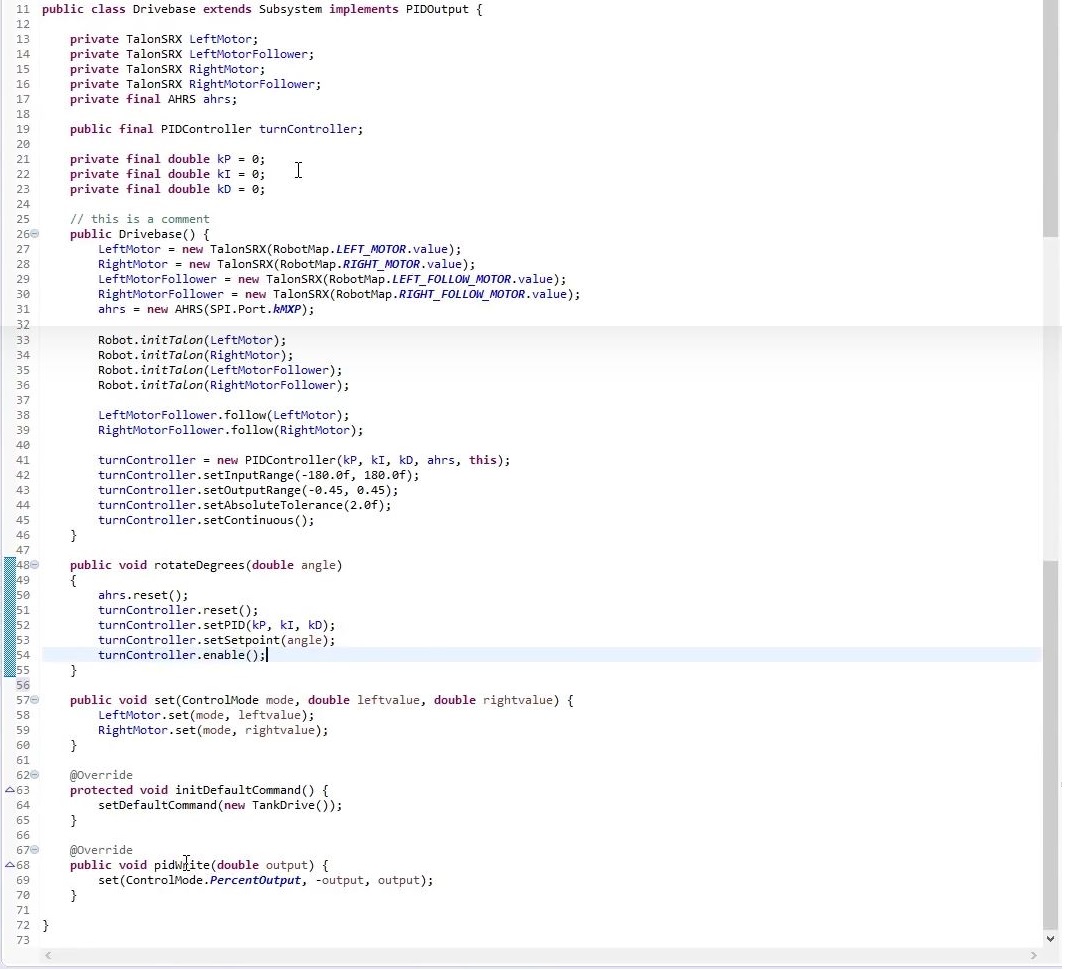 11 public class Drivebase extends Subsystem implements PIDOutput {
12
13     private TalonSRX LeftMotor;
14     private TalonSRX LeftMotorFollower;
15     private TalonSRX RightMotor;
16     private TalonSRX RightMotorFollower;
17     private final AHRS ahrs;
18
19     public final PIDController turnController;
20
21     private final double kP = 0;
22     private final double kI = 0;
23     private final double kD = 0;
24
25     // this is a comment
26     public Drivebase() {
27         LeftMotor = new TalonSRX(RobotMap.LEFT_MOTOR.value);
28         RightMotor = new TalonSRX(RobotMap.RIGHT_MOTOR.value);
29         LeftMotorFollower = new TalonSRX(RobotMap.LEFT_FOLLOW_MOTOR.value);
30         RightMotorFollower = new TalonSRX(RobotMap.RIGHT_FOLLOW_MOTOR.value);
31         ahrs = new AHRS(SPI.Port.kMXP);
32
33         Robot.initTalon(LeftMotor);
34         Robot.initTalon(RightMotor);
35         Robot.initTalon(LeftMotorFollower);
36         Robot.initTalon(RightMotorFollower);
37
38         LeftMotorFollower.follow(LeftMotor);
39         RightMotorFollower.follow(RightMotor);
40
41         turnController = new PIDController(kP, kI, kD, ahrs, this);
42         turnController.setInputRange(-180.0f, 180.0f);
43         turnController.setOutputRange(-0.45, 0.45);
44         turnController.setAbsoluteTolerance(2.0f);
45         turnController.setContinuous();
46     }
47
48     public void rotateDegrees(double angle)
49     {
50         ahrs.reset();
51         turnController.reset();
52         turnController.setPID(kP, kI, kD);
53         turnController.setSetpoint(angle);
54         turnController.enable();
55     }
56
57     public void set(ControlMode mode, double leftvalue, double rightvalue) {
58         LeftMotor.set(mode, leftvalue);
59         RightMotor.set(mode, rightvalue);
60     }
61
62     @Override
63     protected void initDefaultCommand() {
64         setDefaultCommand(new TankDrive());
65     }
66
67     @Override
68     public void pidWrite(double output) {
69         set(ControlMode.PercentOutput, -output, output);
70     }
71
72 }
73